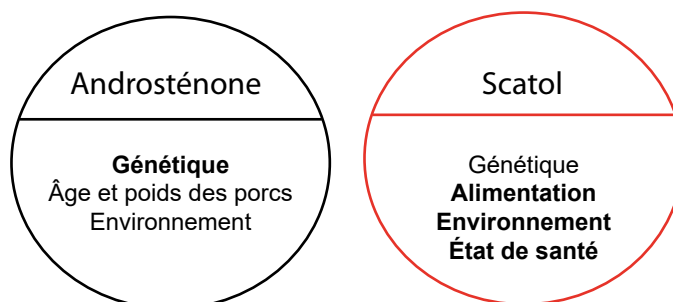 Androsténone
Génétique
Âge et poids des porcs
Environnement
Scatol
Génétique
Alimentation
Environnement
État de santé